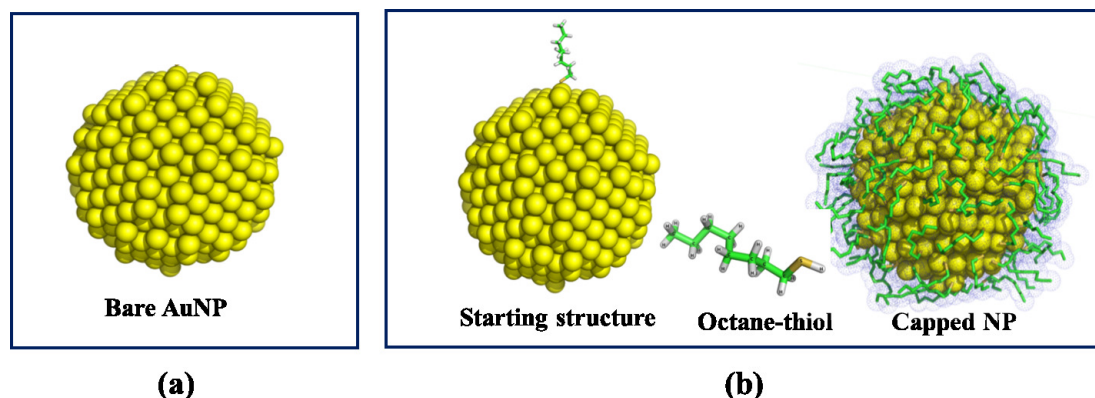 Bare AuNP
Starting structure
Octane-thiol
Capped NP
(a)
(b)